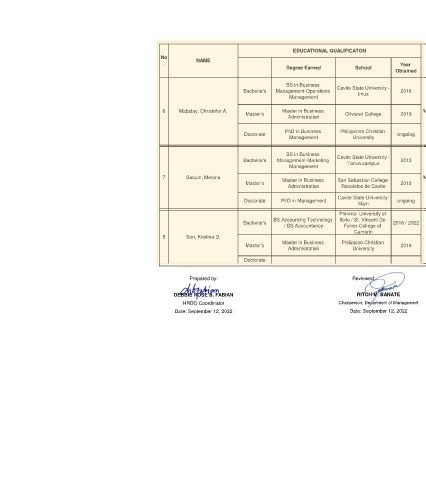 EDUCATIONAL QUALIFICATON
No
.
NAME
Degree Earned
School
Year
Obtained
6
Mabalay, Christofer A.
Bachelor's
BS in Business
Management-Operations
Management
Cavite State University -
Imus
2016
Master's
Master in Business
Administration
Olivarez College
2019
Doctorate
PhD in Business
Management
Philippines Christian
University
ongoing
7
Saquin, Melona
Bachelor's
BS in Business
Management-Marketing
Management
Cavite State University -
Tanza campus
2013
Master's
Master in Business
Administration
San Sebastian College
Recoletos de Cavite
2018
Doctorate
PhD in Management
Cavite State University
Main
ongoing
8
Son, Kristina D.
Bachelor's
BS Accounting Technology
/ BS Accountancy
University of
Iloilo / St. Vincent De
Ferrer College of
Camarin
2016 / 2022
Master's
Master in Business
Administration
Philippine Christian
University
2019
Doctorate
Prepared by:
Reviewed:
DEBBIE ROSE B. FABIAN
HRDO Coordinator
Date: September 12, 2022
BANATE
Chairperson, Department of Management
Date: September 12, 2022